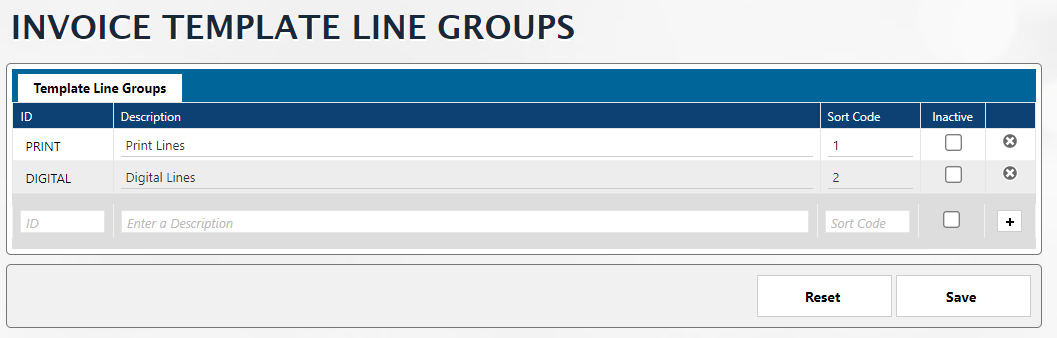 INVOICE TEMPLATE LINE GROUPS
Template Line Groups
ID Description Sort Code Inactive
PRINT Print Lines 1
DIGITAL Digital Lines 2
ID Enter a Description Sort Code +
Reset Save